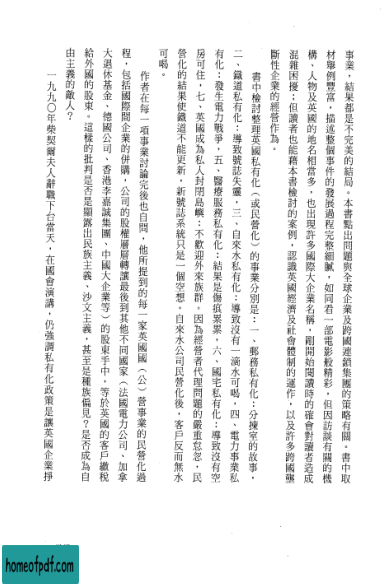 事業,結果都是不完美的結局。本書點出問題與全球企業及跨國連鎖集團的策略有關。書中取
材舉例豐富,描述整個事件的發展過程完整細膩,如同看一部電影般精彩,但因訪談有關的機
構、人物及英國的地名相當多,也出現許多國際大企業名稱,剛開始閱讀時的確會對讀者造成
混雜困擾;但讀者也能藉本書檢討的案例,認識英國經濟及社會體制的運作,以及許多跨國壟
斷性企業的經營作為。
書中檢討整理英國私有化(或民營化)的事業分別是:一、郵務私有化:分揀室的故事,
二、鐵道私有化:導致號誌失靈,三、自來水私有化:導致沒有一滴水可喝,四、電力事業私
有化:發生電力戰爭,五、醫療服務私有化:結果是傷痕累累,六、國宅私有化:導致沒有空
房可住,七、英國成為私人封閉島嶼:不歡迎外來族群。因為經營者代理問題的嚴重怠忽,民
營化的結果使鐵道不能更新,新號誌系統只是一個空想。自來水公司民營化後,客戶反而無水
可喝。
作者在每一項事業討論完後也自問,他所提到的每一家英國國(公)營事業的民營化過
程,包括國際間企業的併購,公司的股權層層轉讓最後到其他不同國家(法國電力公司、加拿
大退休基金、德國公司、香港李嘉誠集團、中國大企業等)的股東手中,等於英國的客戶繳稅
給外國的股東。這樣的批判是否是顯露出民族主義、沙文主義,甚至是種族偏見?是否成為自
由主義的敵人?
一九九〇年柴契爾夫人辭職下台當天,在國會演講,仍強調私有化政策是讓英國企業掙
homeofpdf.com